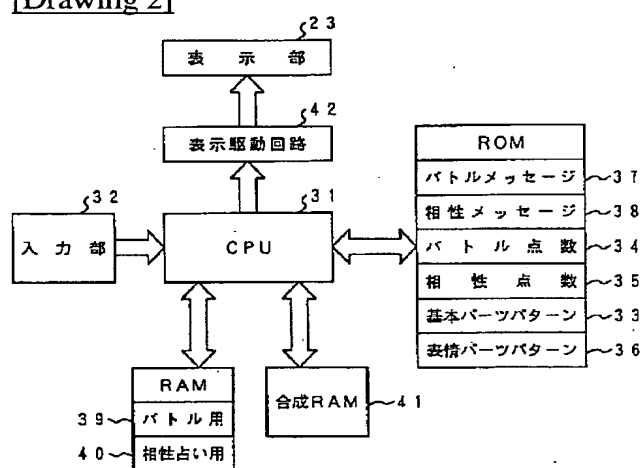 [Drawing 2]
23
表示部
42
表示駆動回路
32
31
入力部
CPU
ROM
バトルメッセージ 37
相性メッセージ 38
バトル点数 34
相性点数 35
基本パーツパターン 33
表情パーツパターン 36
RAM
39 バトル用
40 相性占い用
合成RAM 41